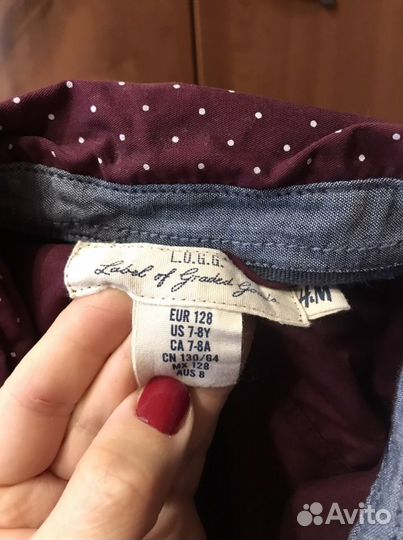 L.O.G.G.
Label of Graded Goods
H&M
EUR 128
US 7-8Y
CA 7-8A
CN 130/64
MX 128
AUS 8
Avito